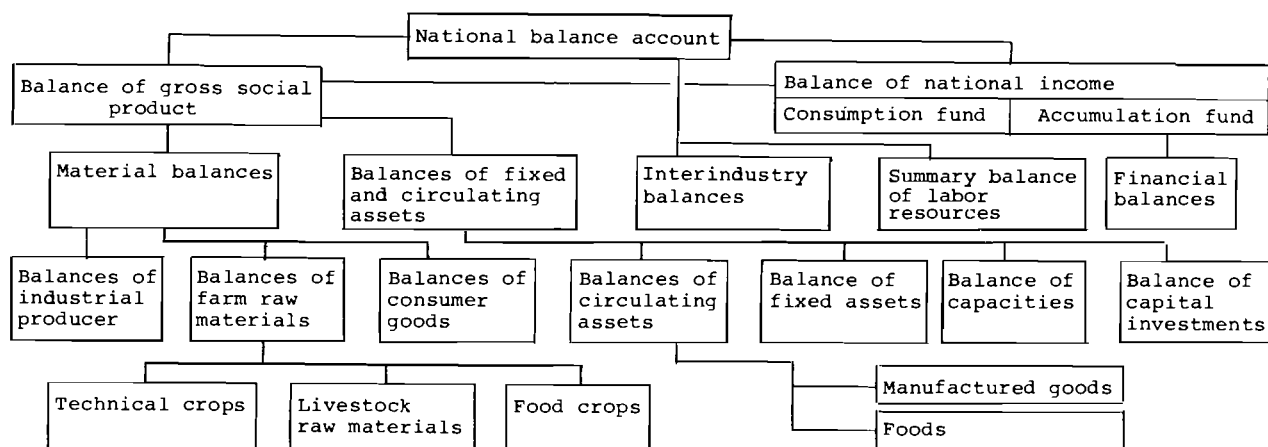 National balance account
Balance of gross social
product
Balance of national income
Consumption fund
Accumulation fund
Material balances
Balances of fixed
and circulating
assets
Interindustry
balances
Summary balance
of labor
resources
Financial
balances
Balances of
industrial
producer
Balances of
farm raw
materials
Balances of
consumer
goods
Balances of
circulating
assets
Balance of
fixed assets
Balance of
capacities
Balance of
capital
investments
Technical crops
Livestock
raw materials
Food crops
Manufactured goods
Foods